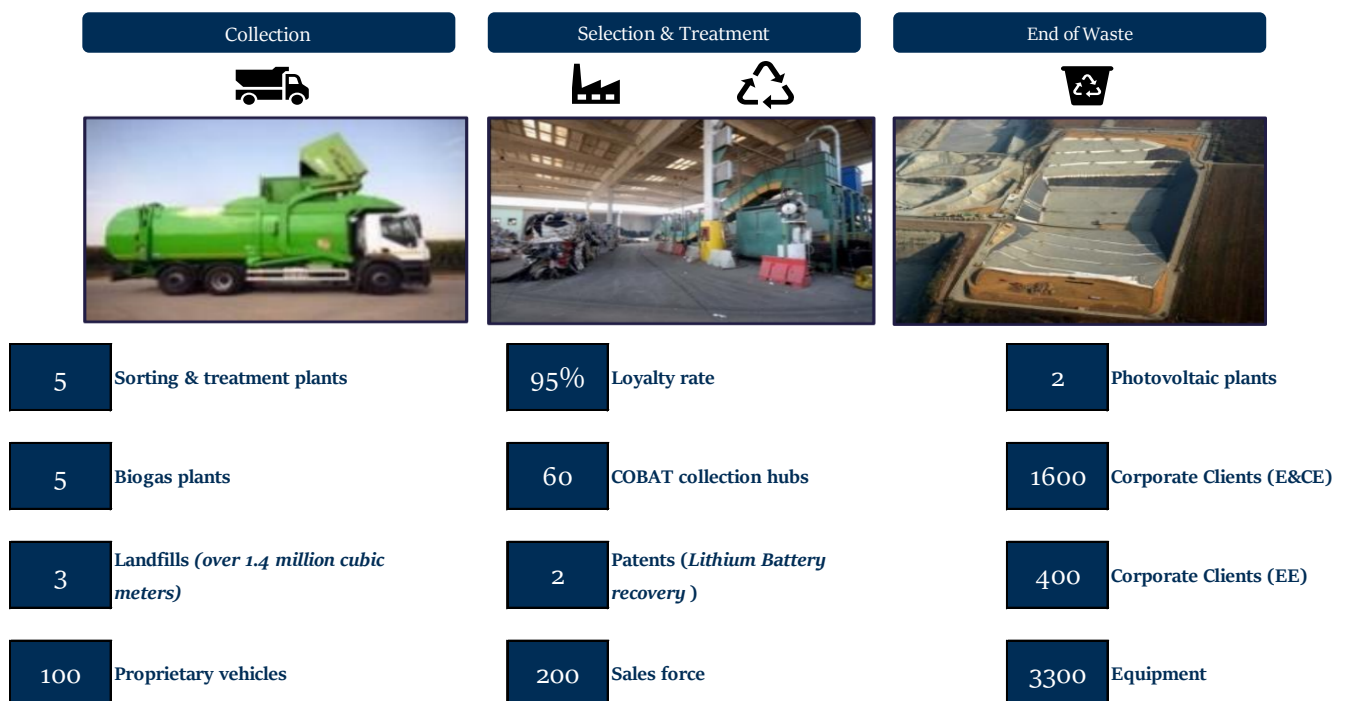 Collection
Selection & Treatment
End of Waste
5 Sorting & treatment plants
95% Loyalty rate
2 Photovoltaic plants
5 Biogas plants
60 COBAT collection hubs
1600 Corporate Clients (E&CE)
3 Landfills (over 1.4 million cubic
meters)
2 Patents (Lithium Battery
recovery )
400 Corporate Clients (EE)
100 Proprietary vehicles
200 Sales force
3300 Equipment